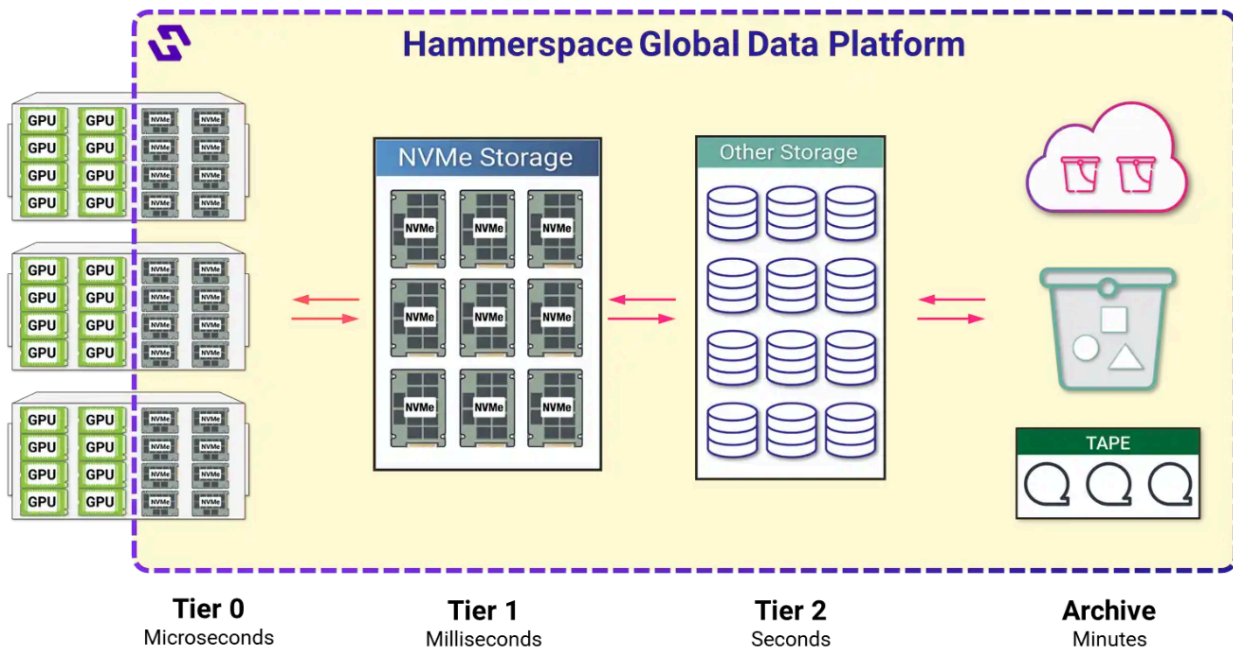 Hammerspace Global Data Platform
GPU GPU NVMe NVMe
GPU GPU NVMe NVMe
GPU GPU NVMe NVMe
GPU GPU NVMe NVMe
GPU GPU NVMe NVMe
GPU GPU NVMe NVMe
GPU GPU NVMe NVMe
GPU GPU NVMe NVMe
GPU GPU NVMe NVMe
GPU GPU NVMe NVMe
GPU GPU NVMe NVMe
GPU GPU NVMe NVMe
NVMe Storage
NVMe NVMe NVMe
NVMe NVMe NVMe
NVMe NVMe NVMe
Other Storage
TAPE
Tier 0
Microseconds
Tier 1
Milliseconds
Tier 2
Seconds
Archive
Minutes